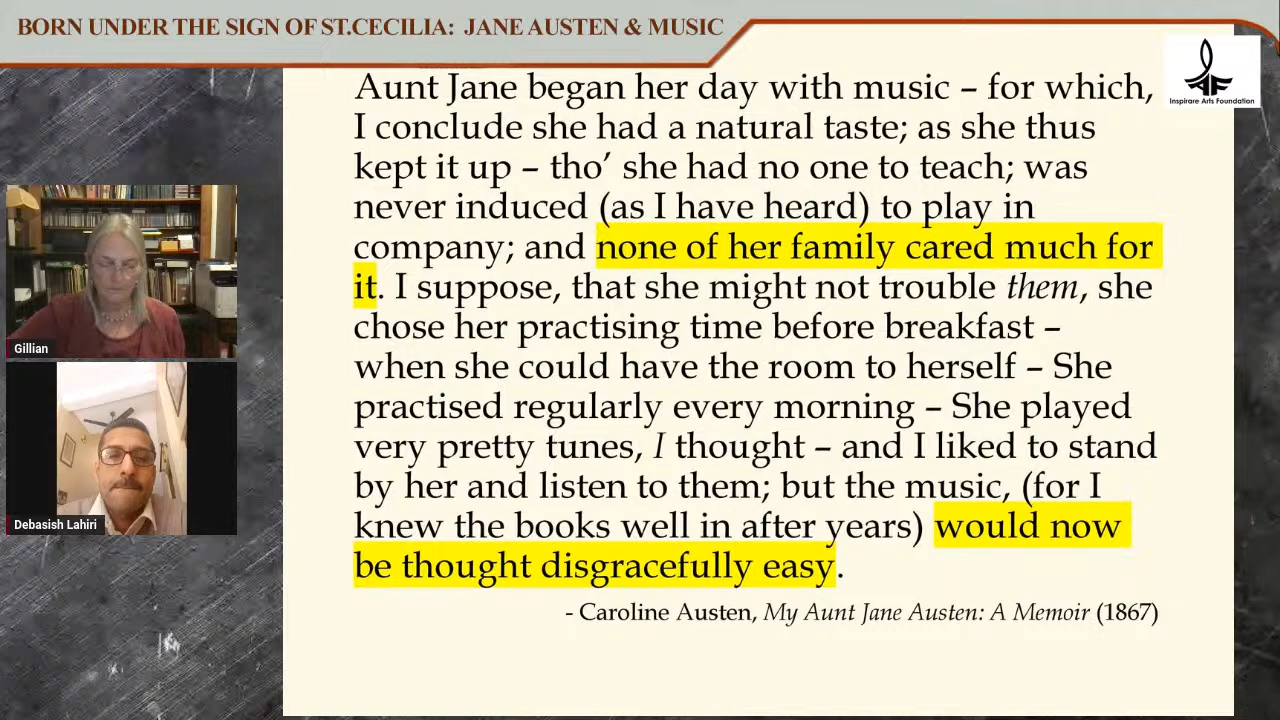 BORN UNDER THE SIGN OF ST.CECILIA: JANE AUSTEN & MUSIC
Inspirare Arts Foundation
Aunt Jane began her day with music – for which,
I conclude she had a natural taste; as she thus
kept it up – tho’ she had no one to teach; was
never induced (as I have heard) to play in
company; and none of her family cared much for
it. I suppose, that she might not trouble them, she
chose her practising time before breakfast –
when she could have the room to herself – She
practised regularly every morning – She played
very pretty tunes, I thought – and I liked to stand
by her and listen to them; but the music, (for I
knew the books well in after years) would now
be thought disgracefully easy.
- Caroline Austen, My Aunt Jane Austen: A Memoir (1867)
Gillian
Debasish Lahiri